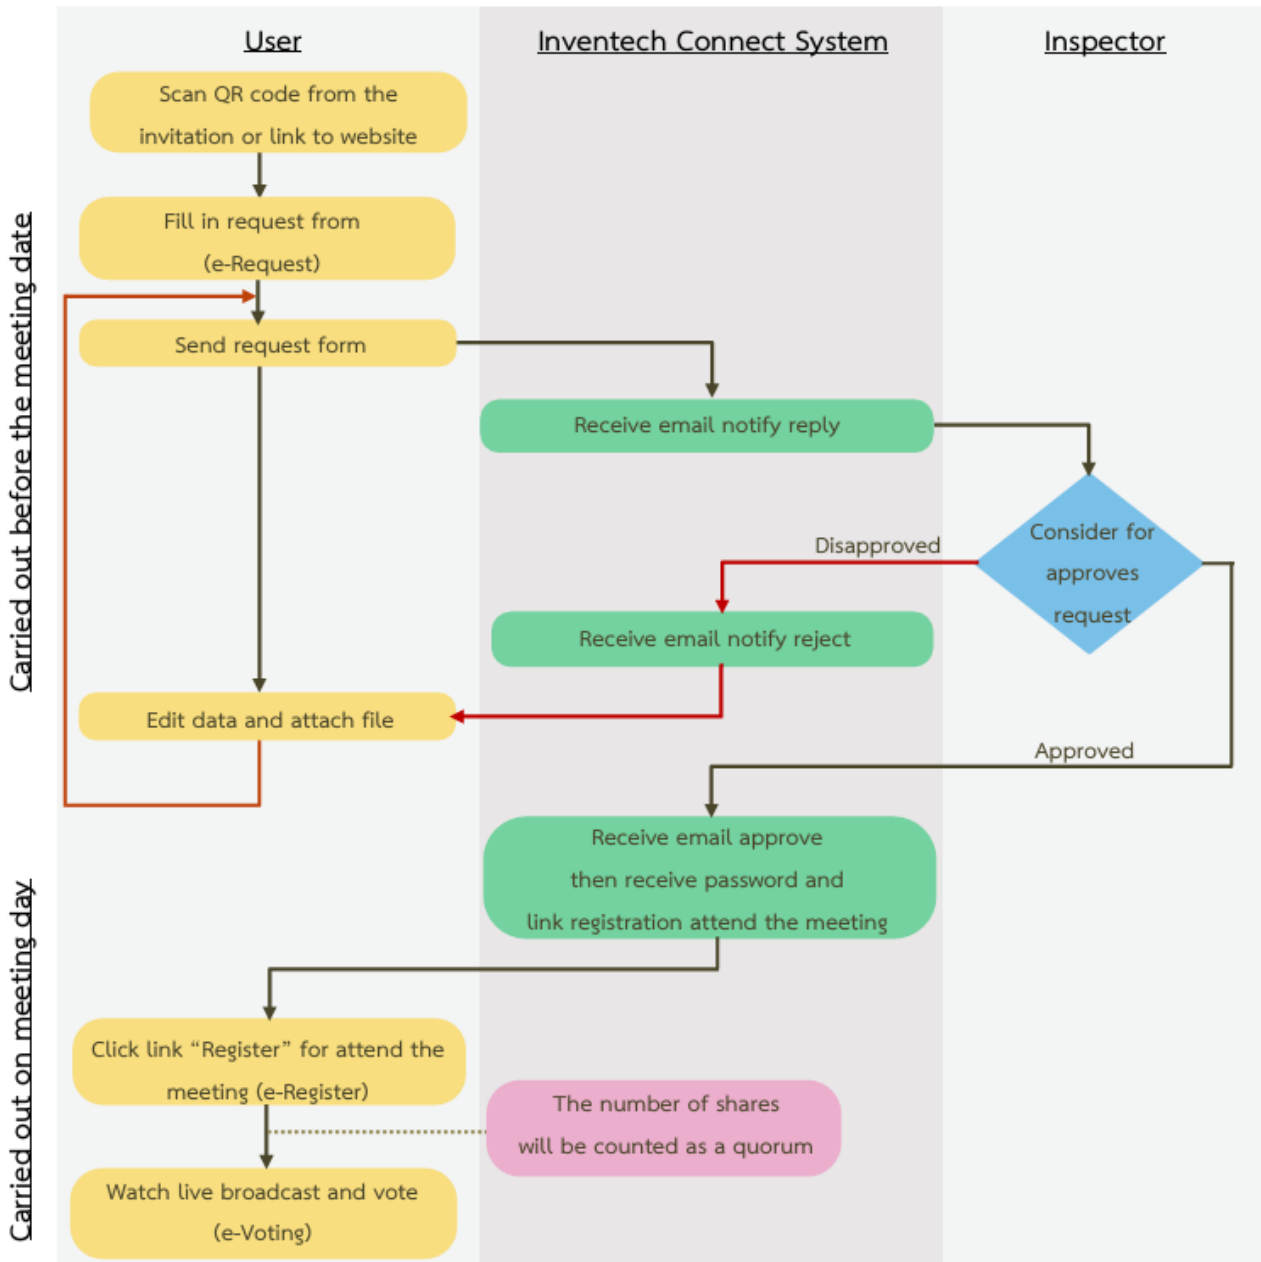 User
Inventech Connect System
Inspector
Scan QR code from the
invitation or link to website
Fill in request from
(e-Request)
Send request form
Receive email notify reply
Consider for
approves
request
Disapproved
Receive email notify reject
Edit data and attach file
Approved
Receive email approve
then receive password and
link registration attend the meeting
Click link “Register” for attend the
meeting (e-Register)
The number of shares
will be counted as a quorum
Watch live broadcast and vote
(e-Voting)
Carried out before the meeting date
Carried out on meeting day